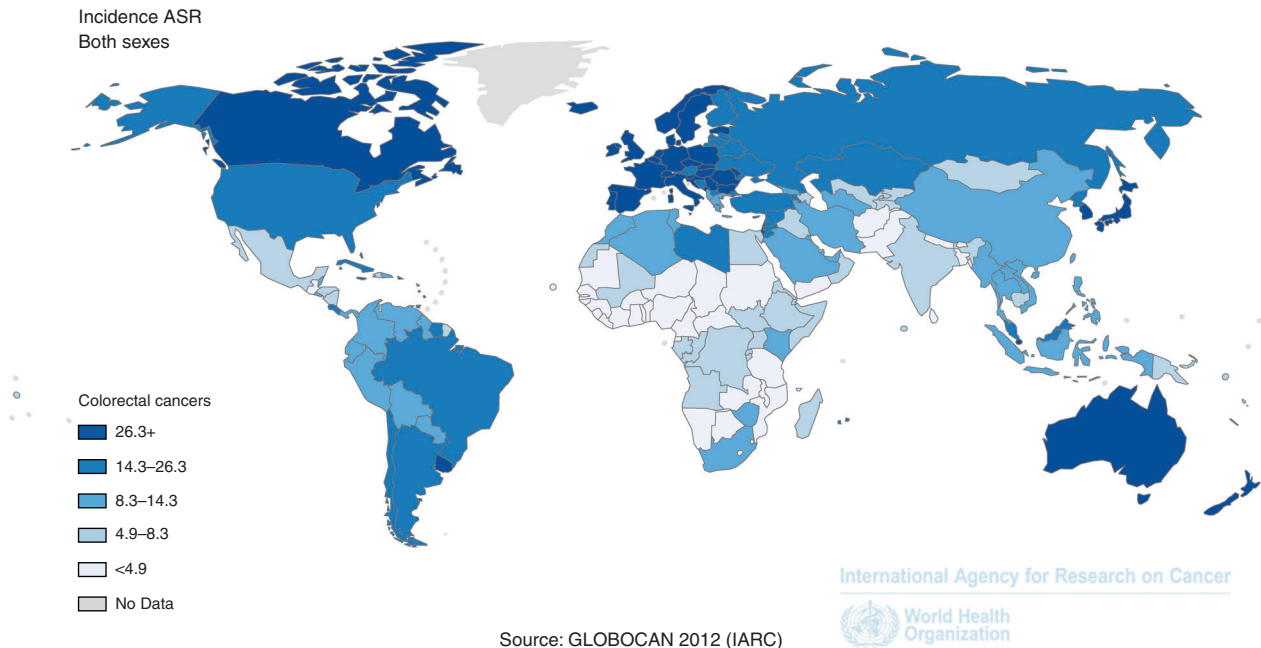 Incidence ASR
Both sexes
Colorectal cancers
26.3+
14.3–26.3
8.3–14.3
4.9–8.3
<4.9
No Data
International Agency for Research on Cancer
World Health
Organization
Source: GLOBOCAN 2012 (IARC)